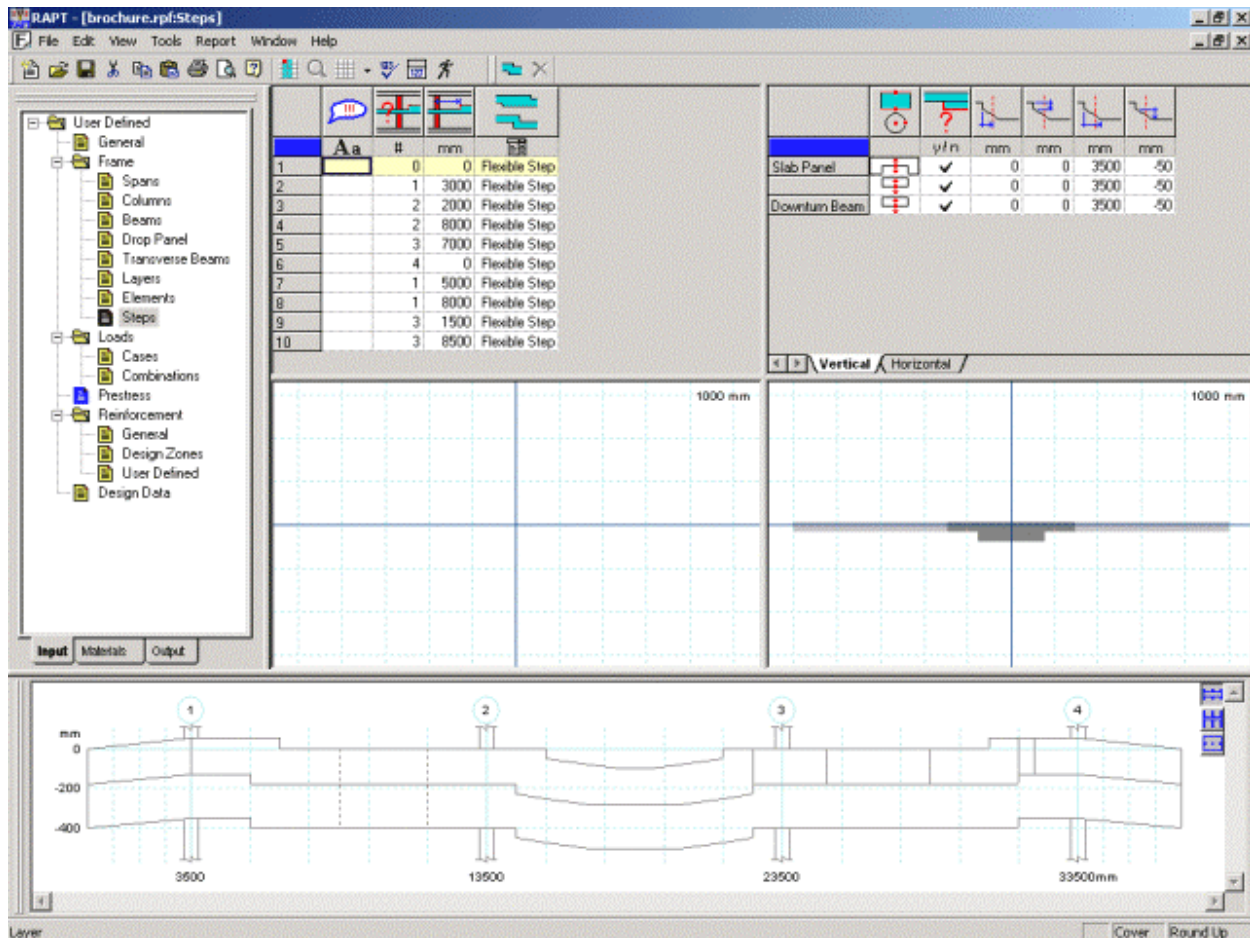 RAPT - [brochure.rpf:Steps]
File Edit View Tools Report Window Help
User Defined
General
Frame
Spans
Columns
Beams
Drop Panel
Transverse Beams
Layers
Elements
Steps
Loads
Cases
Combinations
Prestress
Reinforcement
General
Design Zones
User Defined
Design Data
Input Materials Output
Aa # mm
1 0 0 Flexible Step
2 1 3000 Flexible Step
3 2 2000 Flexible Step
4 2 8000 Flexible Step
5 3 7000 Flexible Step
6 4 0 Flexible Step
7 1 5000 Flexible Step
8 1 8000 Flexible Step
9 3 1500 Flexible Step
10 3 8500 Flexible Step
y/n mm mm mm mm
Slab Panel 0 0 3500 -50
0 0 3500 -50
Downturn Beam 0 0 3500 -50
Vertical Horizontal
1000 mm
1000 mm
1 2 3 4
mm
0
-200
-400
3500 13500 23500 33500mm
Layer Cover Round Up